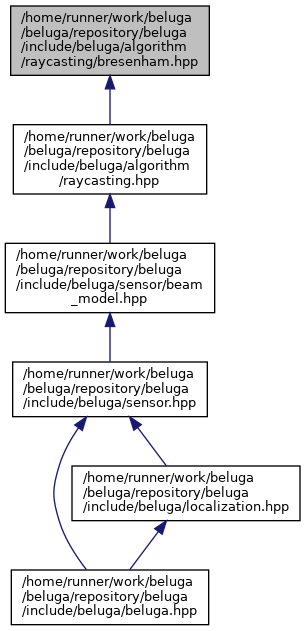 /home/runner/work/beluga
/beluga/repository/beluga
/include/beluga/algorithm
/raycasting/bresenham.hpp
/home/runner/work/beluga
/beluga/repository/beluga
/include/beluga/algorithm
/raycasting.hpp
/home/runner/work/beluga
/beluga/repository/beluga
/include/beluga/sensor/beam
_model.hpp
/home/runner/work/beluga
/beluga/repository/beluga
/include/beluga/sensor.hpp
/home/runner/work/beluga
/beluga/repository/beluga
/include/beluga/localization.hpp
/home/runner/work/beluga
/beluga/repository/beluga
/include/beluga/beluga.hpp